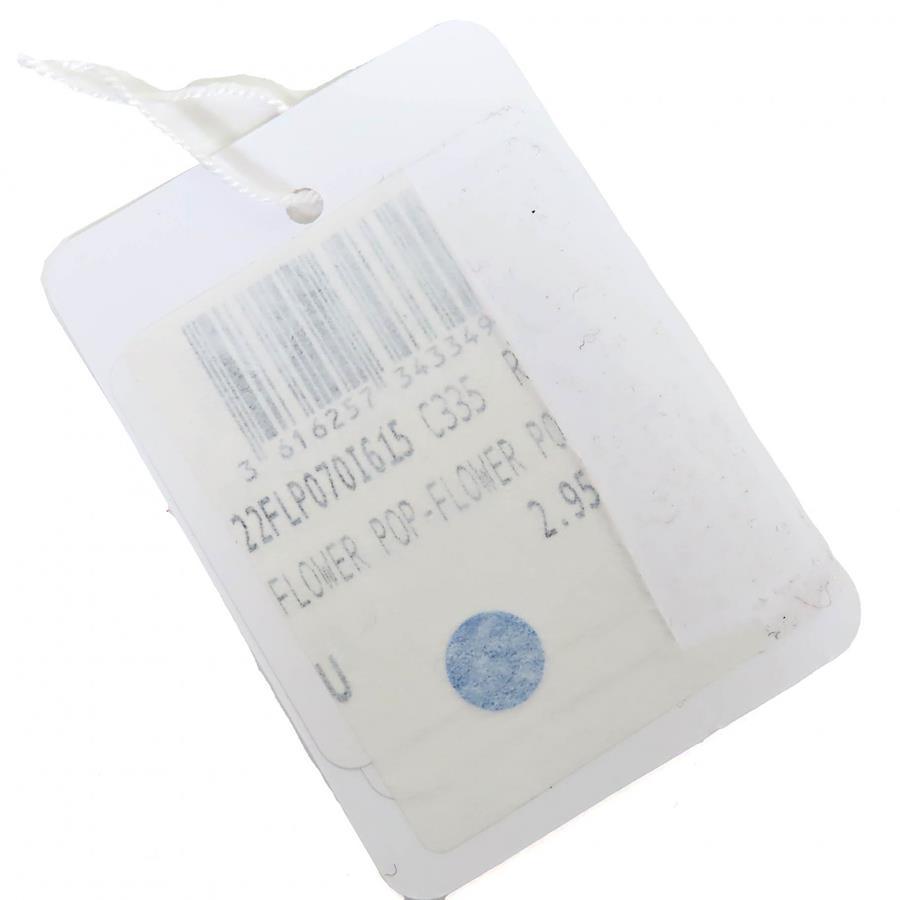 3 616257 343349
22FLP070I615 C335 R
FLOWER POP-FLOWER PO
2.95
U